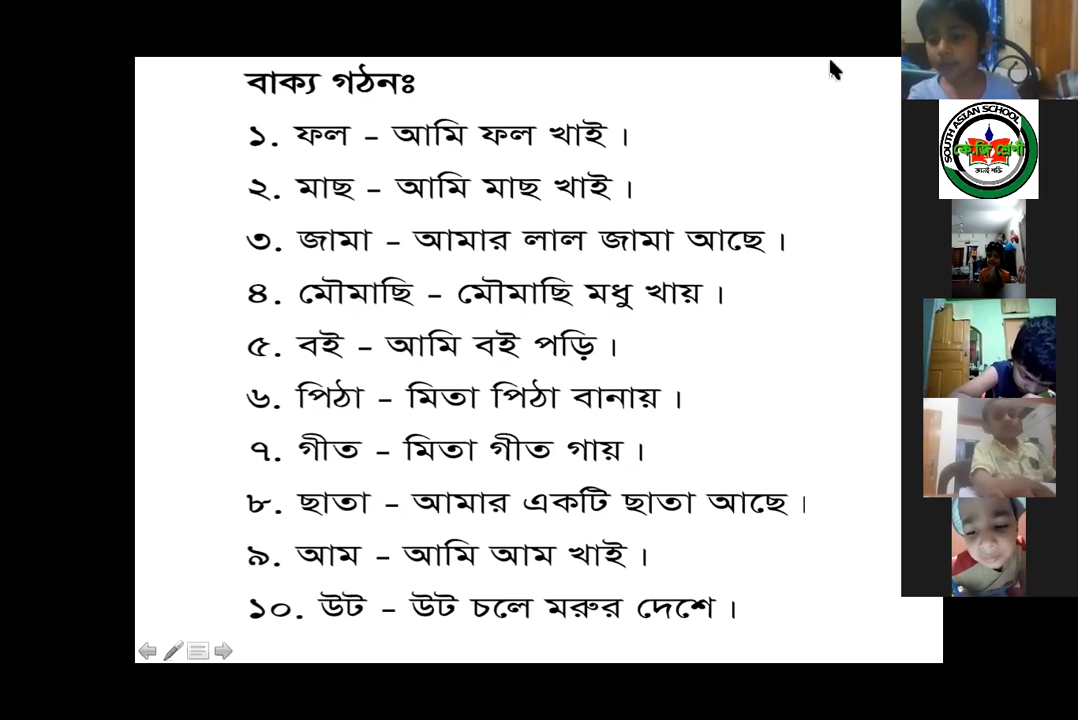 বাক্য গঠনঃ
১. ফল – আমি ফল খাই ।
২. মাছ – আমি মাছ খাই ।
৩. জামা – আমার লাল জামা আছে ।
৪. মৌমাছি – মৌমাছি মধু খায় ।
৫. বই – আমি বই পড়ি ।
৬. পিঠা – মিতা পিঠা বানায় ।
৭. গীত – মিতা গীত গায় ।
৮. ছাতা – আমার একটি ছাতা আছে ।
৯. আম – আমি আম খাই ।
১০. উট – উট চলে মরুর দেশে ।
SOUTH ASIAN SCHOOL
কে.জি শ্রেণী